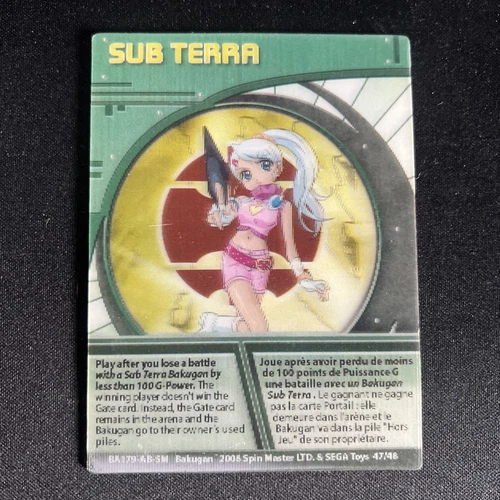 SUB TERRA
Play after you lose a battle
with a Sub Terra Bakugan by
less than 100 G-Power. The
winning player doesn't win the
Gate card. Instead, the Gate card
remains in the arena and the
Bakugan go to their owner's used
piles.
Joue après avoir perdu de moins
de 100 points de Puissance G
une bataille avec un Bakugan
Sub Terra. Le gagnant ne gagne
pas la carte Portail : elle
demeure dans l'arène et le
Bakugan va dans la pile "Hors
Jeu" de son propriétaire.
BA179-AB-SM Bakugan 2008 Spin Master LTD. & SEGA Toys 47/48